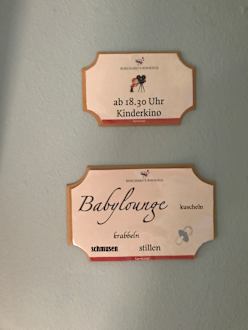 ab 18.30 Uhr
Kinderkino
Babylounge
kuscheln
krabbeln
schmusen
stillen